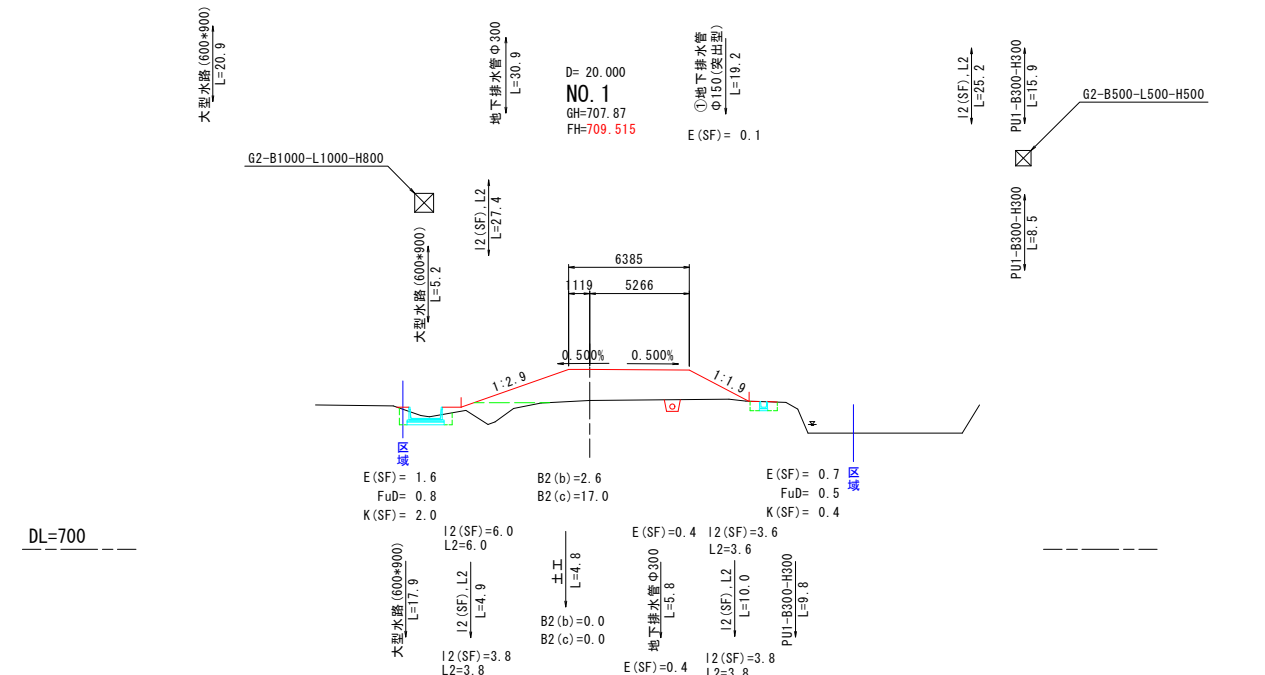 大型水路(600*900)
L=20.9
地下排水管Φ300
L=30.9
D= 20.000
NO.1
GH=707.87
FH=709.515
①地下排水管
Φ150(突出型)
L=19.2
E(SF)= 0.1
I2(SF),L2
L=25.2
PU1-B300-H300
L=15.9
G2-B500-L500-H500
G2-B1000-L1000-H800
I2(SF),L2
L=27.4
PU1-B300-H300
L=8.5
大型水路(600*900)
L=5.2
6385
1119
5266
0.500%
0.500%
1:2.9
1:1.9
区域
区域
E(SF)= 1.6
FuD= 0.8
K(SF)= 2.0
B2(b)=2.6
B2(c)=17.0
E(SF)= 0.7
FuD= 0.5
K(SF)= 0.4
DL=700
I2(SF)=6.0
L2=6.0
E(SF)=0.4
I2(SF)=3.6
L2=3.6
大型水路(600*900)
L=17.9
I2(SF),L2
L=4.9
土工
L=4.8
地下排水管Φ300
L=5.8
I2(SF),L2
L=10.0
PU1-B300-H300
L=9.8
B2(b)=0.0
B2(c)=0.0
I2(SF)=3.8
L2=3.8
E(SF)=0.4
I2(SF)=3.8
L2=3.8